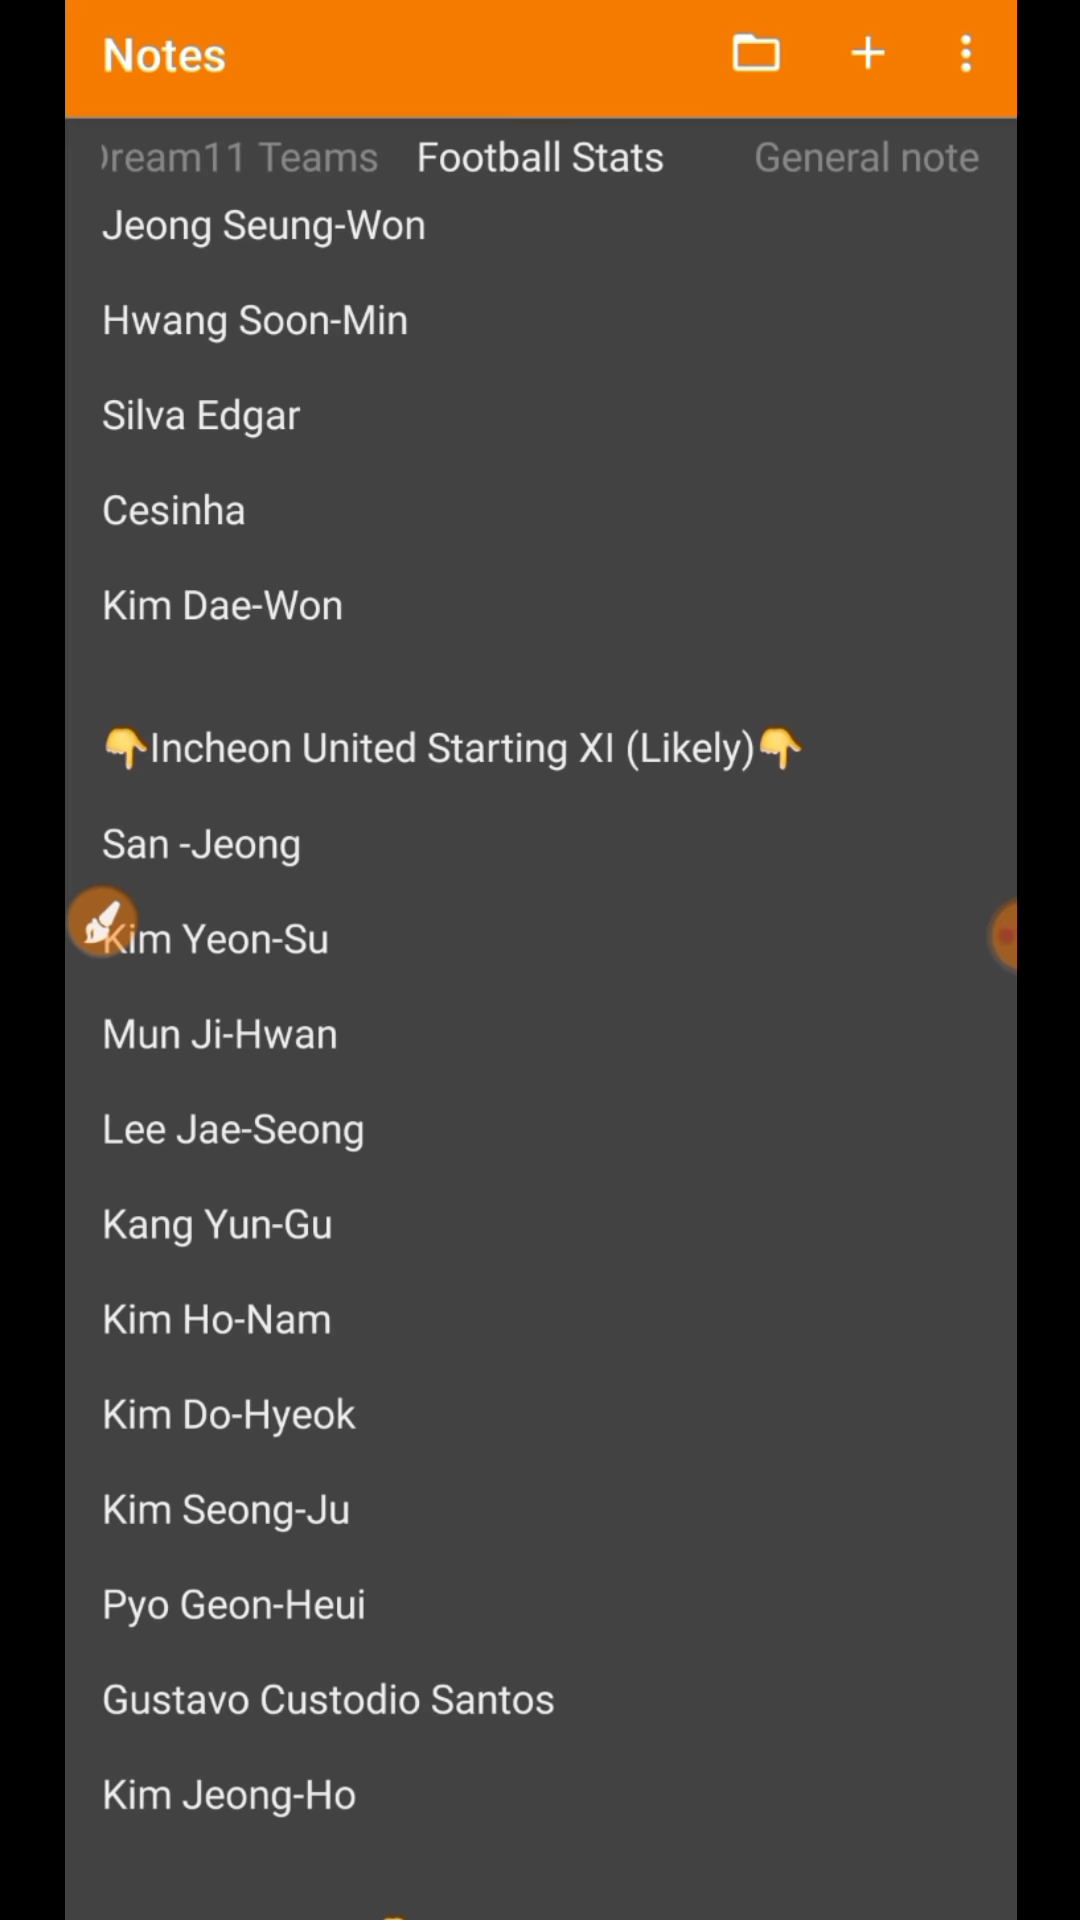 Notes
Dream11 Teams Football Stats General note
Jeong Seung-Won
Hwang Soon-Min
Silva Edgar
Cesinha
Kim Dae-Won
👇Incheon United Starting XI (Likely)👇
San -Jeong
Kim Yeon-Su
Mun Ji-Hwan
Lee Jae-Seong
Kang Yun-Gu
Kim Ho-Nam
Kim Do-Hyeok
Kim Seong-Ju
Pyo Geon-Heui
Gustavo Custodio Santos
Kim Jeong-Ho